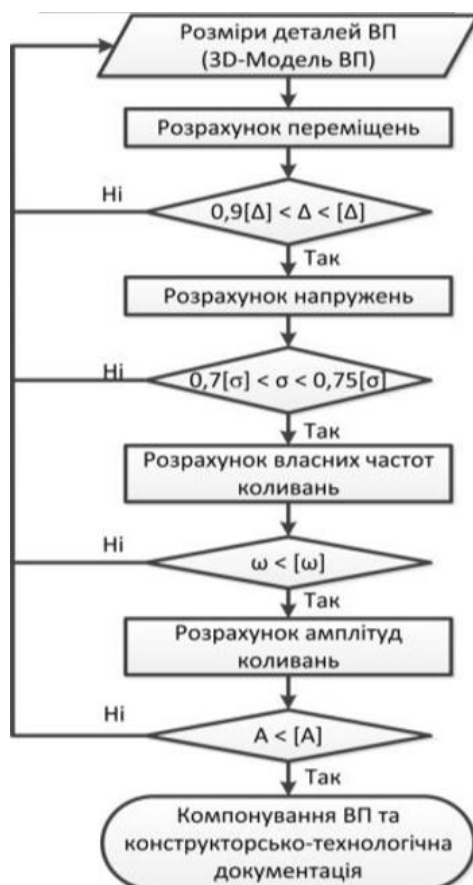 Розміри деталей ВП
(3D-Модель ВП)
Розрахунок переміщень
Ні
0,9[Δ] < Δ < [Δ]
Так
Розрахунок напружень
Ні
0,7[σ] < σ < 0,75[σ]
Так
Розрахунок власних частот
коливань
Ні
ω < [ω]
Так
Розрахунок амплітуд
коливань
Ні
A < [A]
Так
Компонування ВП та
конструкторсько-технологічна
документація